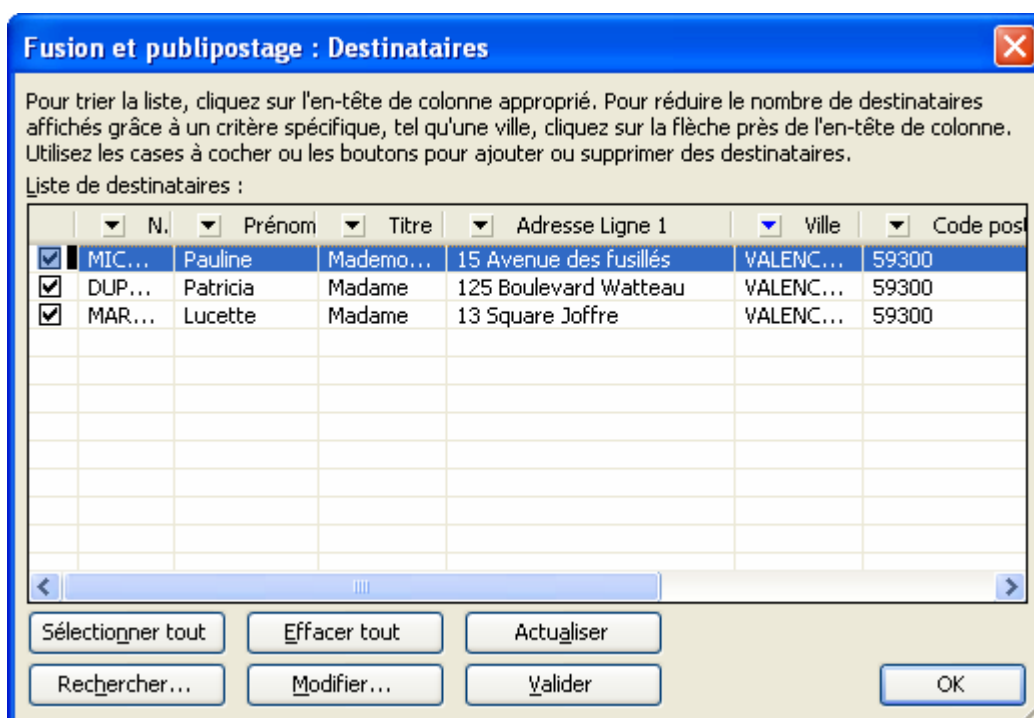 Fusion et publipostage : Destinataires
Pour trier la liste, cliquez sur l'en-tête de colonne approprié. Pour réduire le nombre de destinataires
affichés grâce à un critère spécifique, tel qu'une ville, cliquez sur la flèche près de l'en-tête de colonne.
Utilisez les cases à cocher ou les boutons pour ajouter ou supprimer des destinataires.
Liste de destinataires :
N. Prénom Titre Adresse Ligne 1 Ville Code post
MIC... Pauline Mademo... 15 Avenue des fusillés VALENC... 59300
DUP... Patricia Madame 125 Boulevard Watteau VALENC... 59300
MAR... Lucette Madame 13 Square Joffre VALENC... 59300
Sélectionner tout Effacer tout Actualiser
Rechercher... Modifier... Valider OK